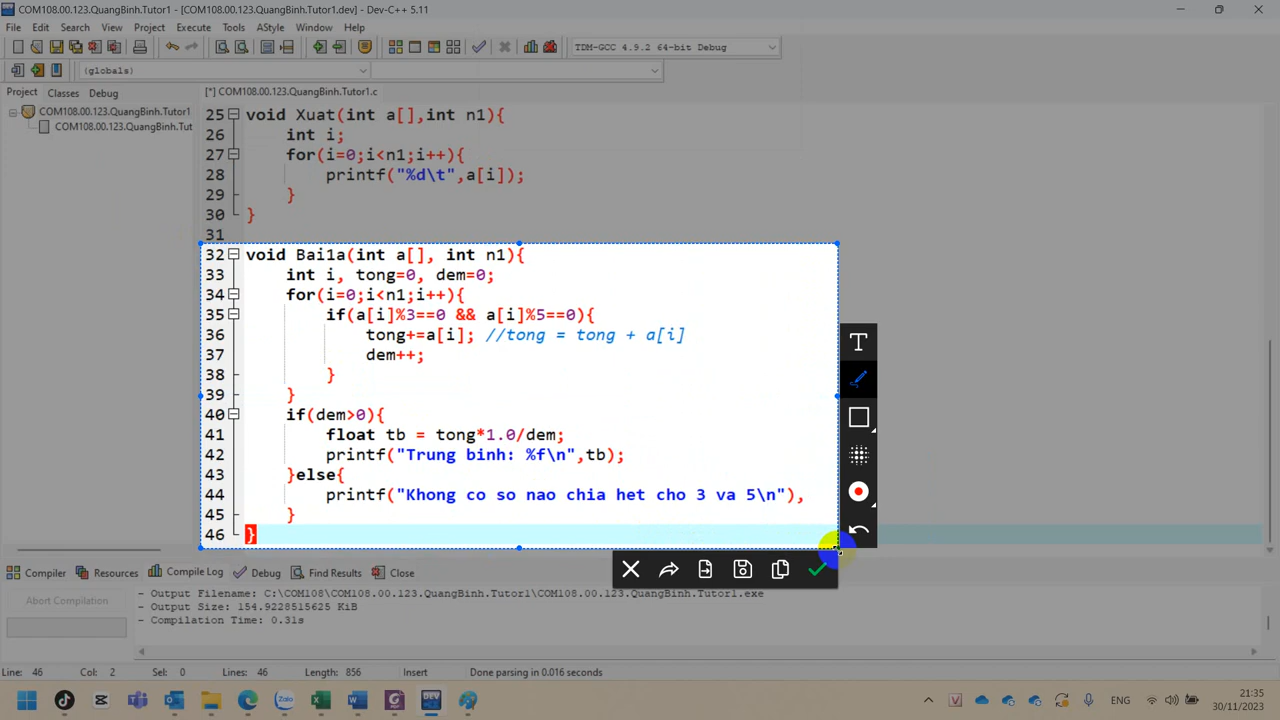 COM108.00.123.QuangBinh.Tutor1 - [COM108.00.123.QuangBinh.Tutor1.dev] - Dev-C++ 5.11
File Edit Search View Project Execute Tools AStyle Window Help
TDM-GCC 4.9.2 64-bit Debug
(globals)
Project Classes Debug
[*] COM108.00.123.QuangBinh.Tutor1.c
COM108.00.123.QuangBinh.Tutor1
COM108.00.123.QuangBinh.Tut
25 void Xuat(int a[],int n1){
26 int i;
27 for(i=0;i<n1;i++){
28 printf("%d\t",a[i]);
29 }
30 }
31
32 void Bai1a(int a[], int n1){
33 int i, tong=0, dem=0;
34 for(i=0;i<n1;i++){
35 if(a[i]%3==0 && a[i]%5==0){
36 tong+=a[i]; //tong = tong + a[i]
37 dem++;
38 }
39 }
40 if(dem>0){
41 float tb = tong*1.0/dem;
42 printf("Trung binh: %f\n",tb);
43 }else{
44 printf("Khong co so nao chia het cho 3 va 5\n"),
45 }
46 }
T
Compiler Resources Compile Log Debug Find Results Close
Abort Compilation
- Output Filename: C:\COM108\COM108.00.123.QuangBinh.Tutor1\COM108.00.123.QuangBinh.Tutor1.exe
- Output Size: 154.9228515625 KiB
- Compilation Time: 0.31s
Line: 46 Col: 2 Sel: 0 Lines: 46 Length: 856 Insert Done parsing in 0.016 seconds
Zalo
DEV
ENG
21:35
30/11/2023